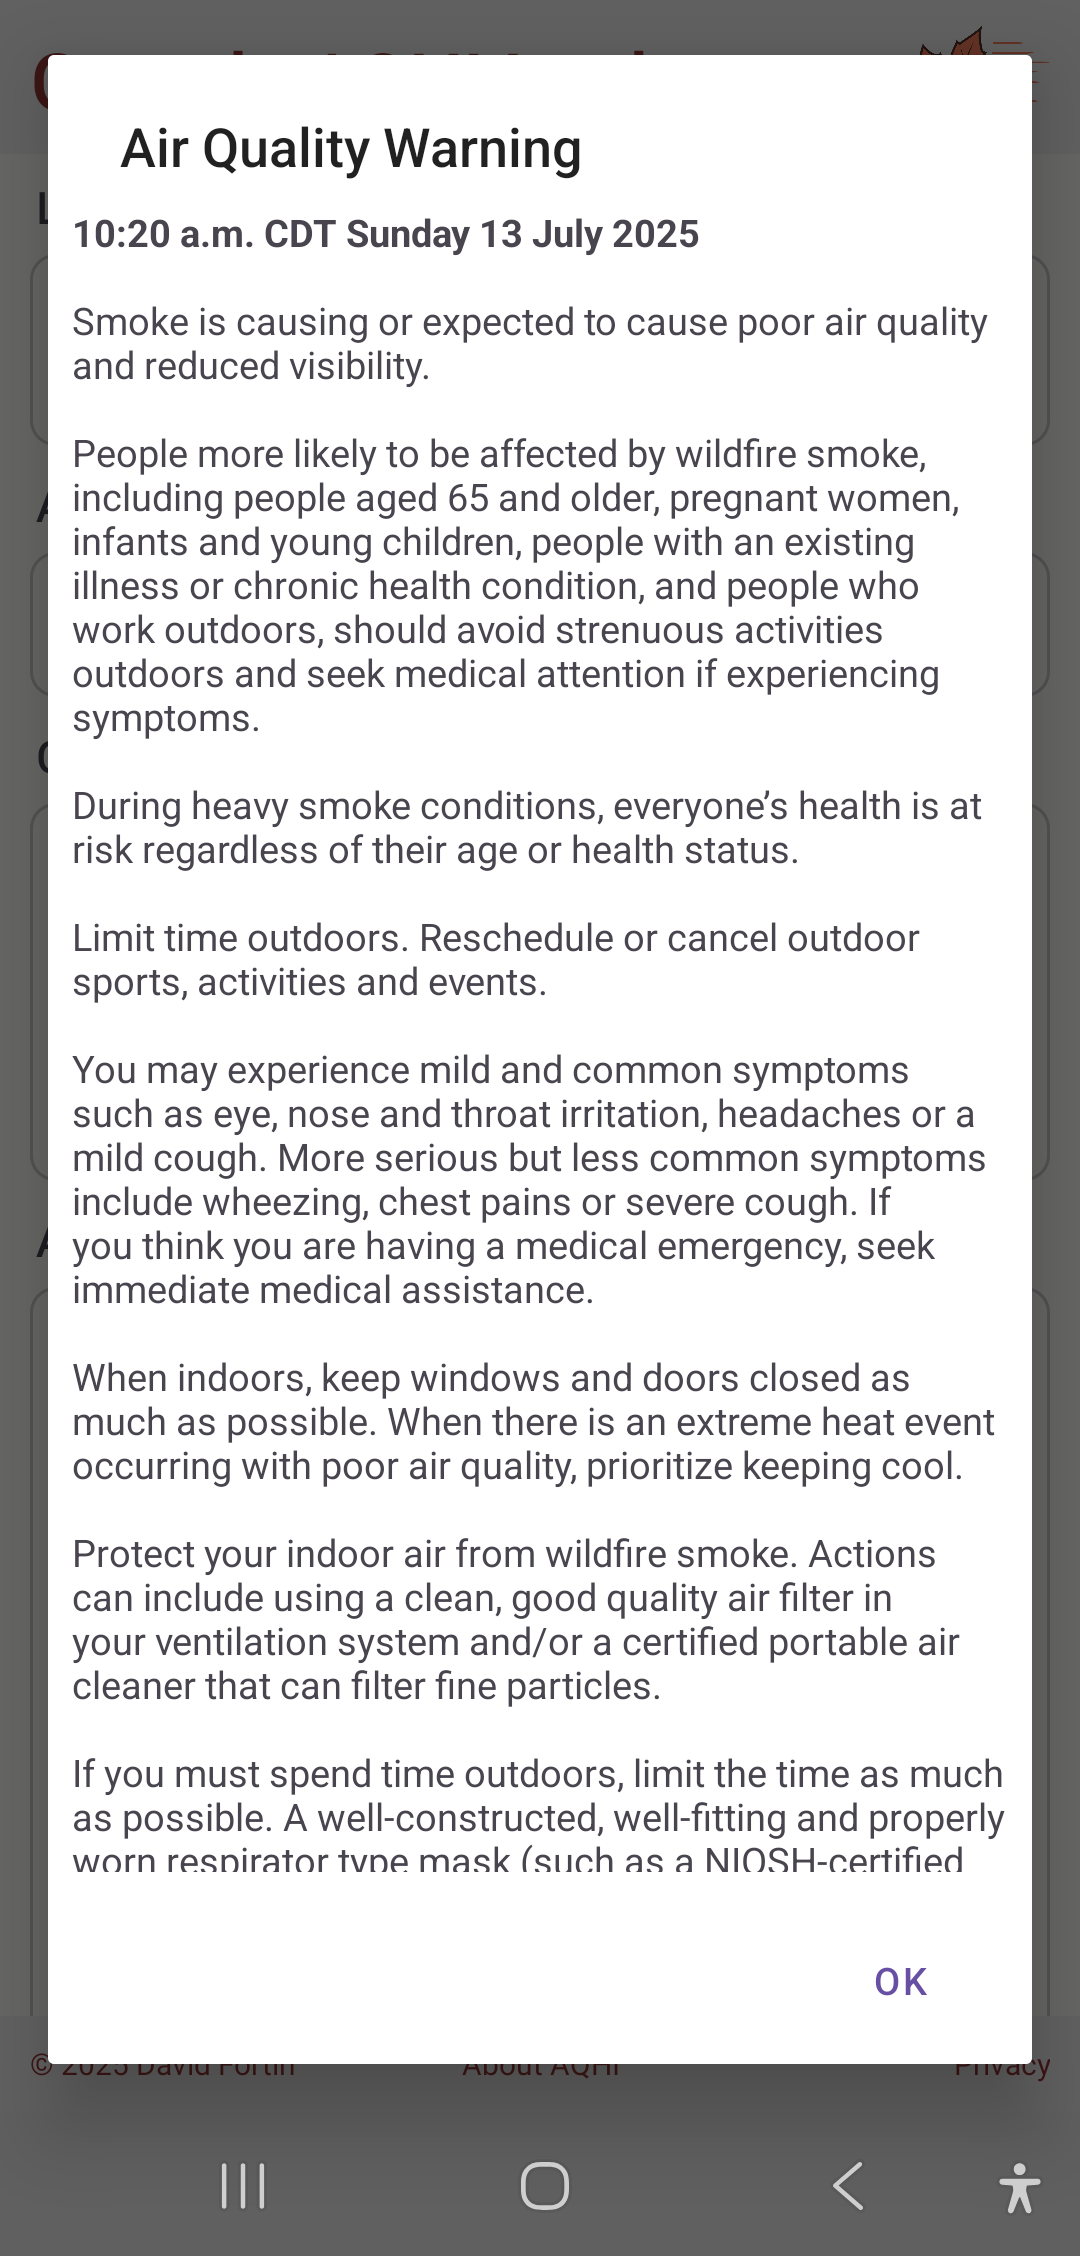 Air Quality Warning
10:20 a.m. CDT Sunday 13 July 2025
Smoke is causing or expected to cause poor air quality
and reduced visibility.
People more likely to be affected by wildfire smoke,
including people aged 65 and older, pregnant women,
infants and young children, people with an existing
illness or chronic health condition, and people who
work outdoors, should avoid strenuous activities
outdoors and seek medical attention if experiencing
symptoms.
During heavy smoke conditions, everyone’s health is at
risk regardless of their age or health status.
Limit time outdoors. Reschedule or cancel outdoor
sports, activities and events.
You may experience mild and common symptoms
such as eye, nose and throat irritation, headaches or a
mild cough. More serious but less common symptoms
include wheezing, chest pains or severe cough. If
you think you are having a medical emergency, seek
immediate medical assistance.
When indoors, keep windows and doors closed as
much as possible. When there is an extreme heat event
occurring with poor air quality, prioritize keeping cool.
Protect your indoor air from wildfire smoke. Actions
can include using a clean, good quality air filter in
your ventilation system and/or a certified portable air
cleaner that can filter fine particles.
If you must spend time outdoors, limit the time as much
as possible. A well-constructed, well-fitting and properly
worn respirator type mask (such as a NIOSH-certified
OK
© 2025 David Fortin About AQHI Privacy